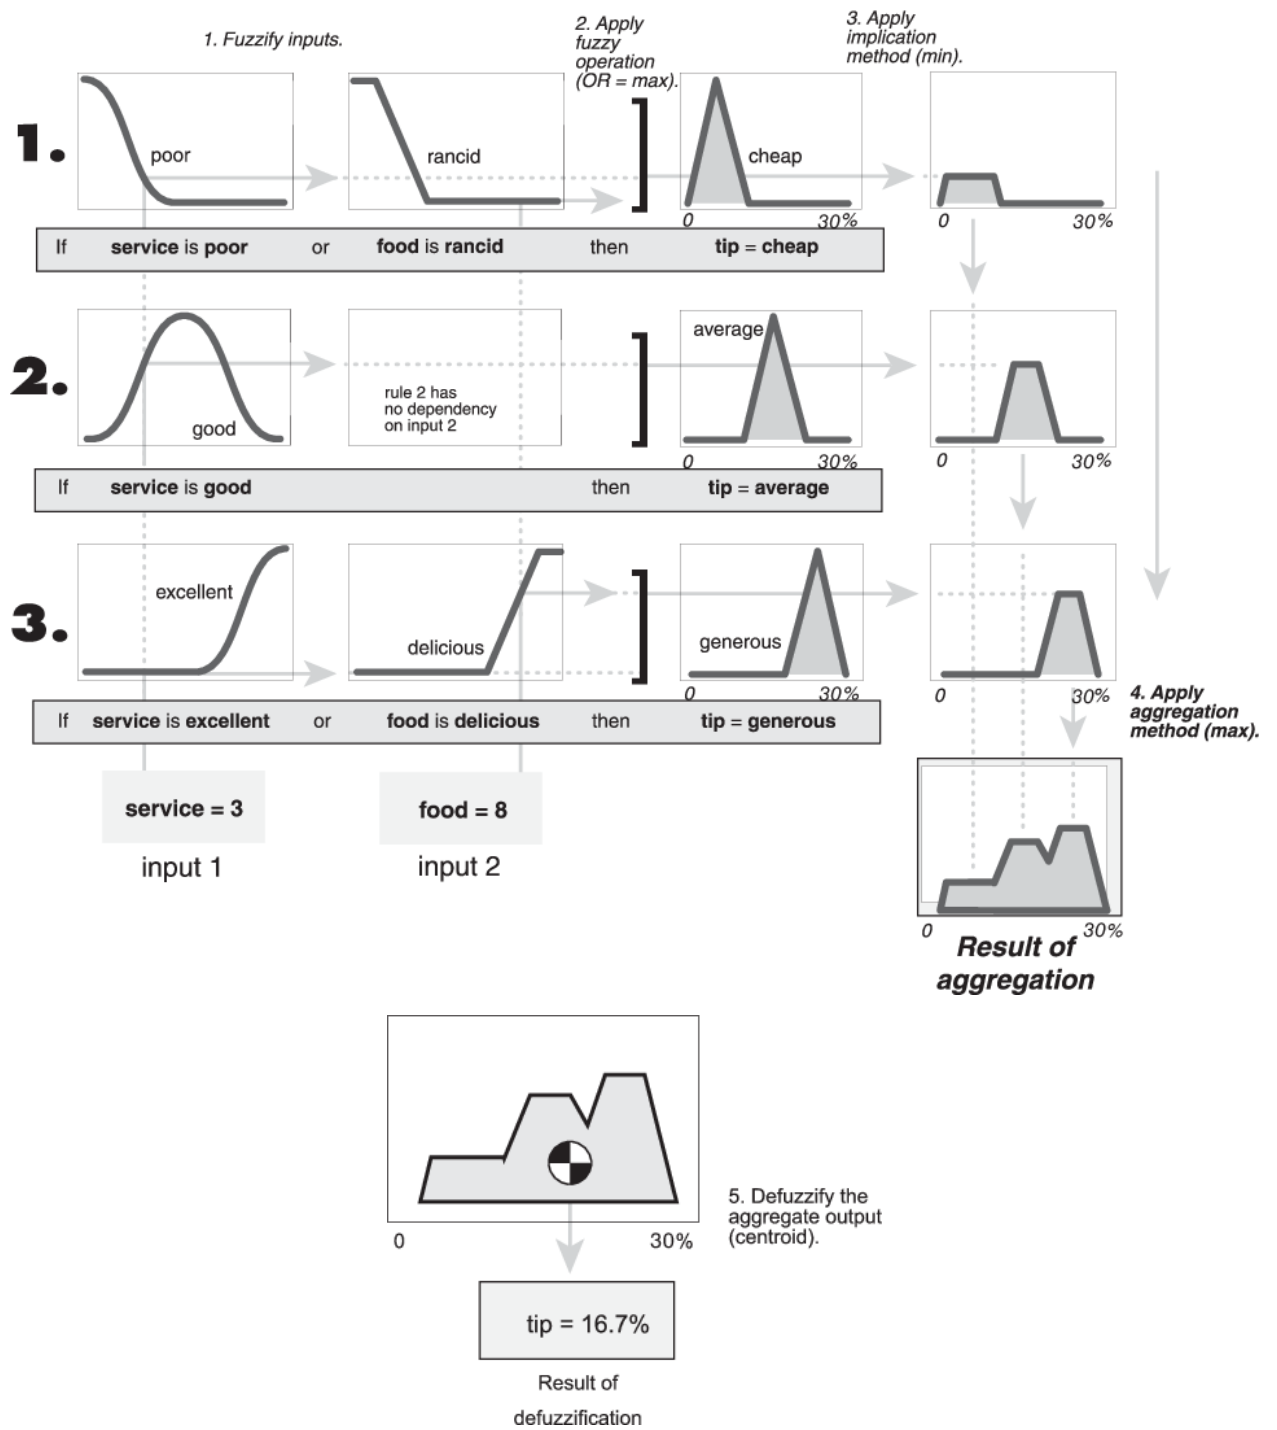 1. Fuzzify inputs.
2. Apply
fuzzy
operation
(OR = max).
3. Apply
implication
method (min).
1.
poor
rancid
cheap
0
30%
0
30%
If service is poor or food is rancid then tip = cheap
2.
good
rule 2 has
no dependency
on input 2
average
0
30%
0
30%
If service is good then tip = average
3.
excellent
delicious
generous
0
30%
0
30%
If service is excellent or food is delicious then tip = generous
4. Apply
aggregation
method (max).
service = 3
input 1
food = 8
input 2
0
30%
Result of
aggregation
0
30%
5. Defuzzify the
aggregate output
(centroid).
tip = 16.7%
Result of
defuzzification